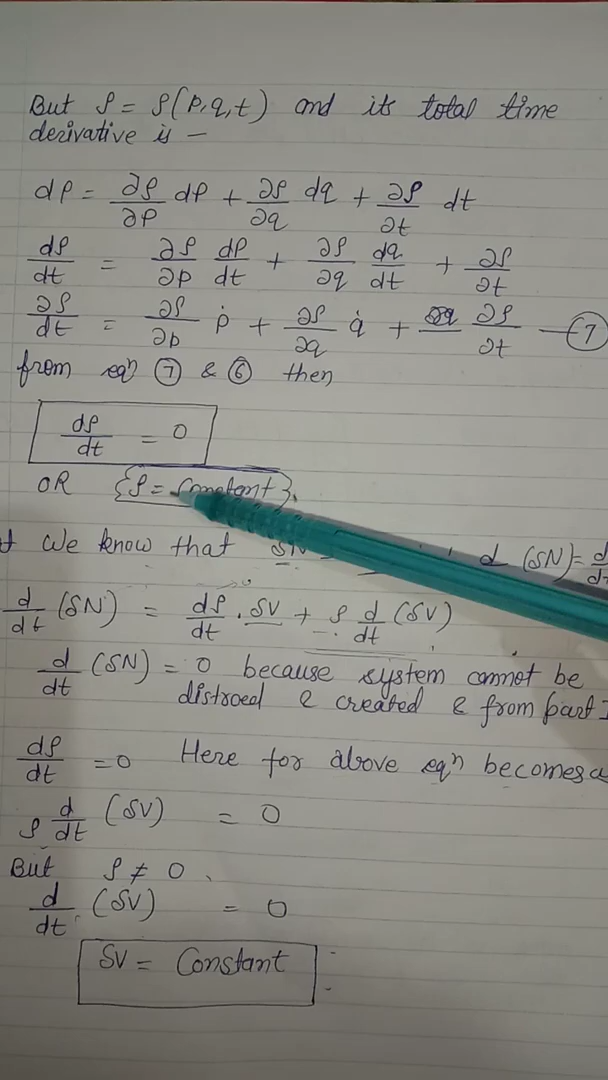 But ρ = ρ(p,q,t) and its total time
derivative is —
dρ = ∂ρ/∂p dp + ∂ρ/∂q dq + ∂ρ/∂t dt
dρ/dt = ∂ρ/∂p dp/dt + ∂ρ/∂q dq/dt + ∂ρ/∂t
∂ρ/dt = ∂ρ/∂p ṗ + ∂ρ/∂q q̇ + ∂ρ/∂t —⑦
from eqⁿ ⑦ & ⑥ then
dρ/dt = 0
OR {ρ = Constant}.
We know that δN d (δN) = d/dt
d/dt (δN) = dρ/dt . δV + ρ d/dt (δV)
d/dt (δN) = 0 because system cannot be
distroed & created & from part I
dρ/dt = 0 Here for above eqⁿ becomes
ρ d/dt (δV) = 0
But ρ ≠ 0 .
d/dt (δV) = 0
δV = Constant